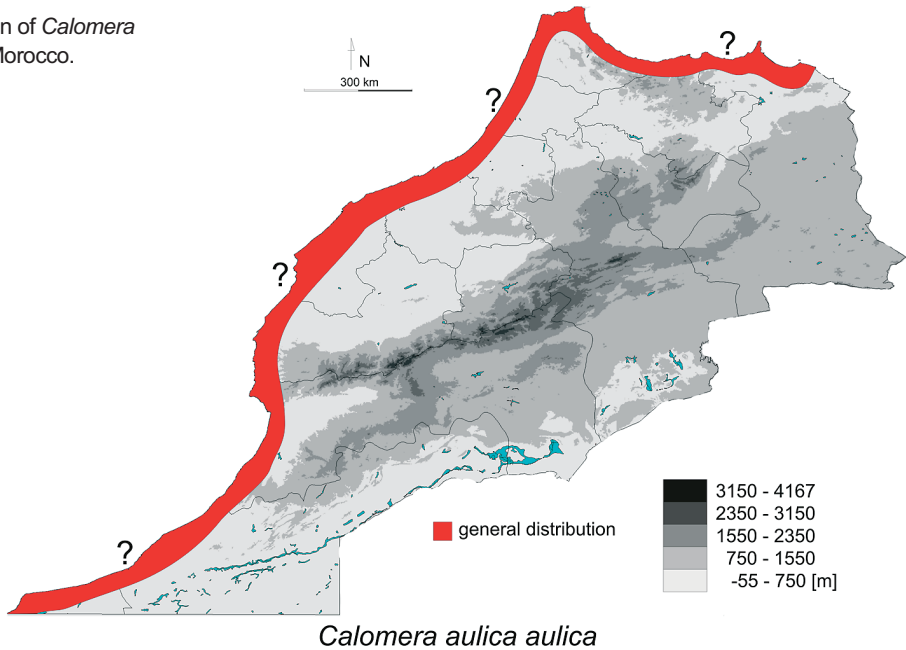 n of Calomera
Morocco.
N
300 km
?
?
?
?
general distribution
3150 - 4167
2350 - 3150
1550 - 2350
750 - 1550
-55 - 750 [m]
Calomera aulica aulica